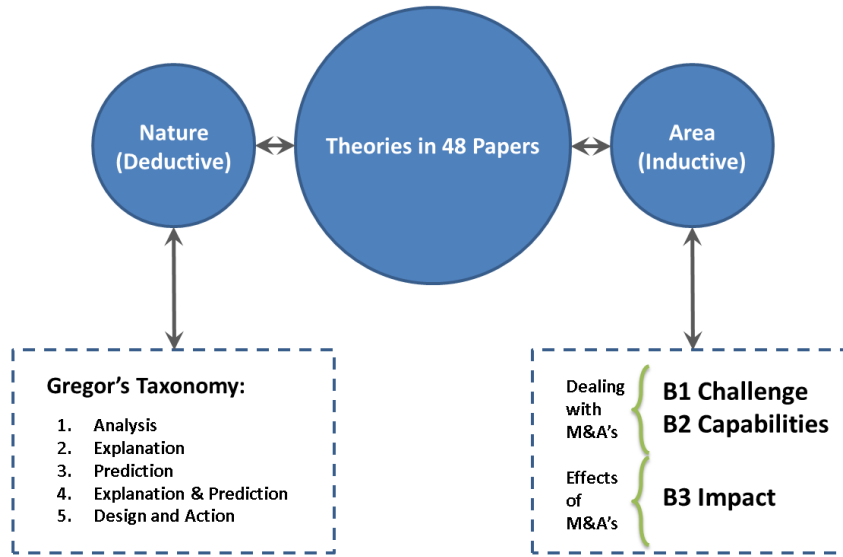 Nature
(Deductive)
Theories in 48 Papers
Area
(Inductive)
Gregor's Taxonomy:
1. Analysis
2. Explanation
3. Prediction
4. Explanation & Prediction
5. Design and Action
Dealing
with
M&A's
B1 Challenge
B2 Capabilities
Effects
of
M&A's
B3 Impact